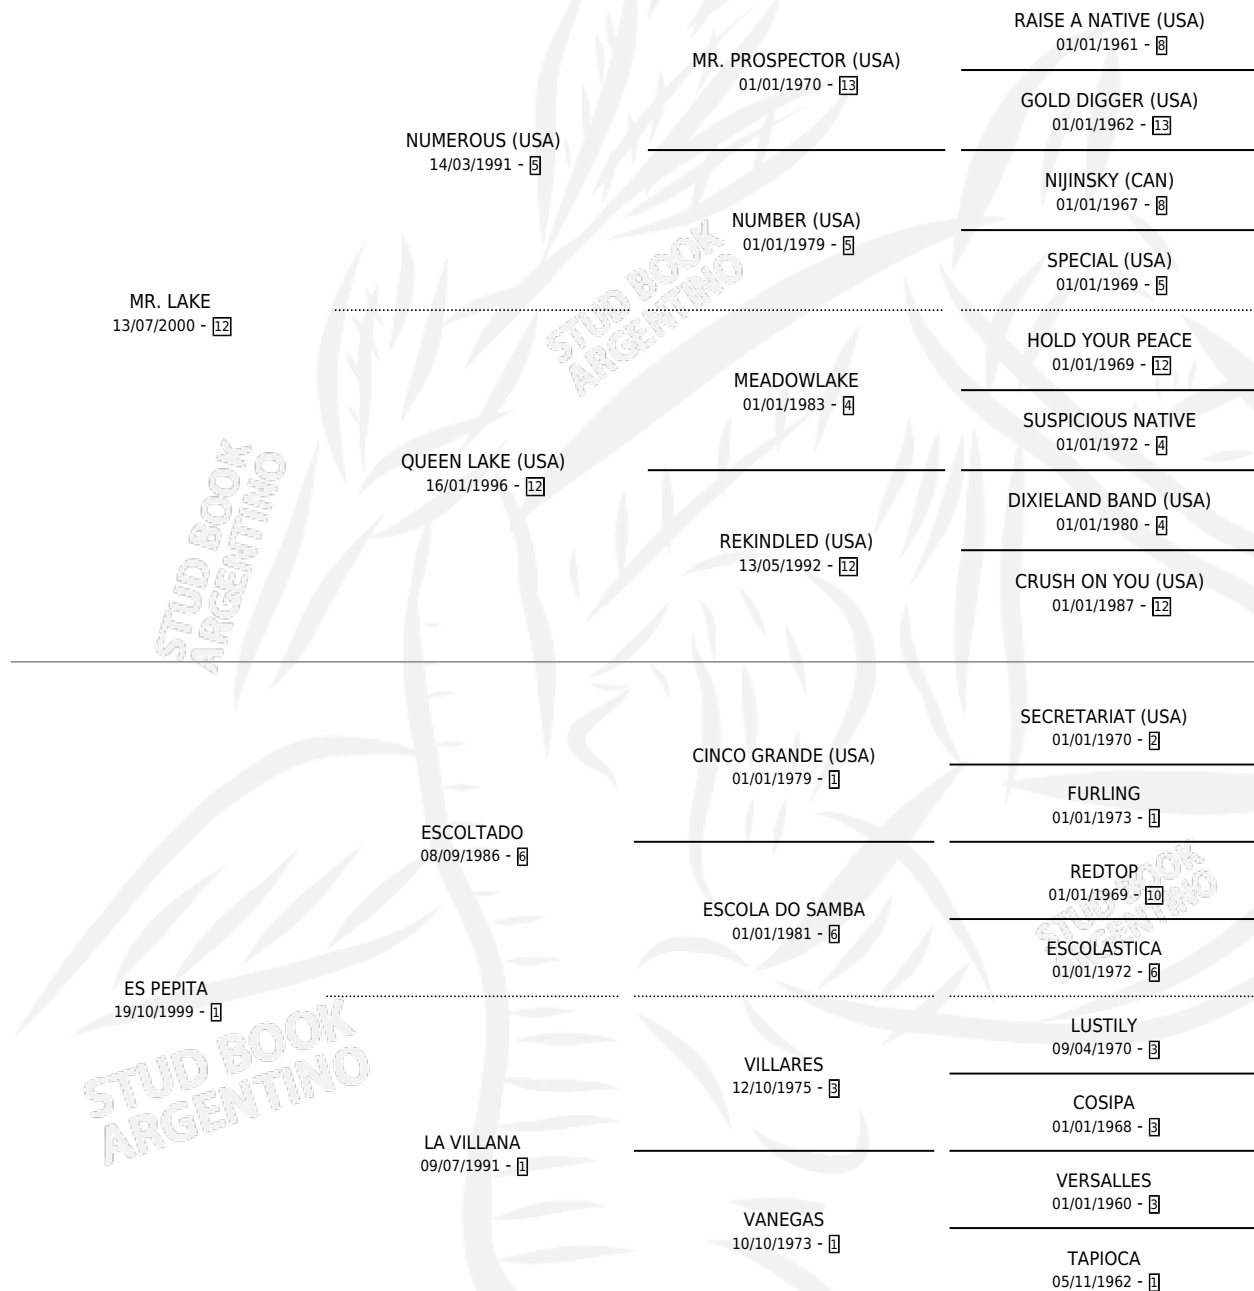 RAISE A NATIVE (USA)
01/01/1961 - 8
MR. PROSPECTOR (USA)
01/01/1970 - 13
GOLD DIGGER (USA)
01/01/1962 - 13
NUMEROUS (USA)
14/03/1991 - 5
NIJINSKY (CAN)
01/01/1967 - 8
NUMBER (USA)
01/01/1979 - 5
SPECIAL (USA)
01/01/1969 - 5
MR. LAKE
13/07/2000 - 12
HOLD YOUR PEACE
01/01/1969 - 12
MEADOWLAKE
01/01/1983 - 4
SUSPICIOUS NATIVE
01/01/1972 - 4
QUEEN LAKE (USA)
16/01/1996 - 12
DIXIELAND BAND (USA)
01/01/1980 - 4
REKINDLED (USA)
13/05/1992 - 12
CRUSH ON YOU (USA)
01/01/1987 - 12
STUD BOOK
ARGENTINO
STUD BOOK
ARGENTINO
SECRETARIAT (USA)
01/01/1970 - 2
CINCO GRANDE (USA)
01/01/1979 - 1
FURLING
01/01/1973 - 1
ESCOLTADO
08/09/1986 - 6
REDTOP
01/01/1969 - 10
ESCOLA DO SAMBA
01/01/1981 - 6
ESCOLASTICA
01/01/1972 - 6
STUD BOOK
ARGENTINO
ES PEPITA
19/10/1999 - 1
LUSTILY
09/04/1970 - 3
VILLARES
12/10/1975 - 3
COSIPA
01/01/1968 - 3
LA VILLANA
09/07/1991 - 1
VERSALLES
01/01/1960 - 3
VANEGAS
10/10/1973 - 1
TAPIOCA
05/11/1962 - 1
STUD BOOK
ARGENTINO